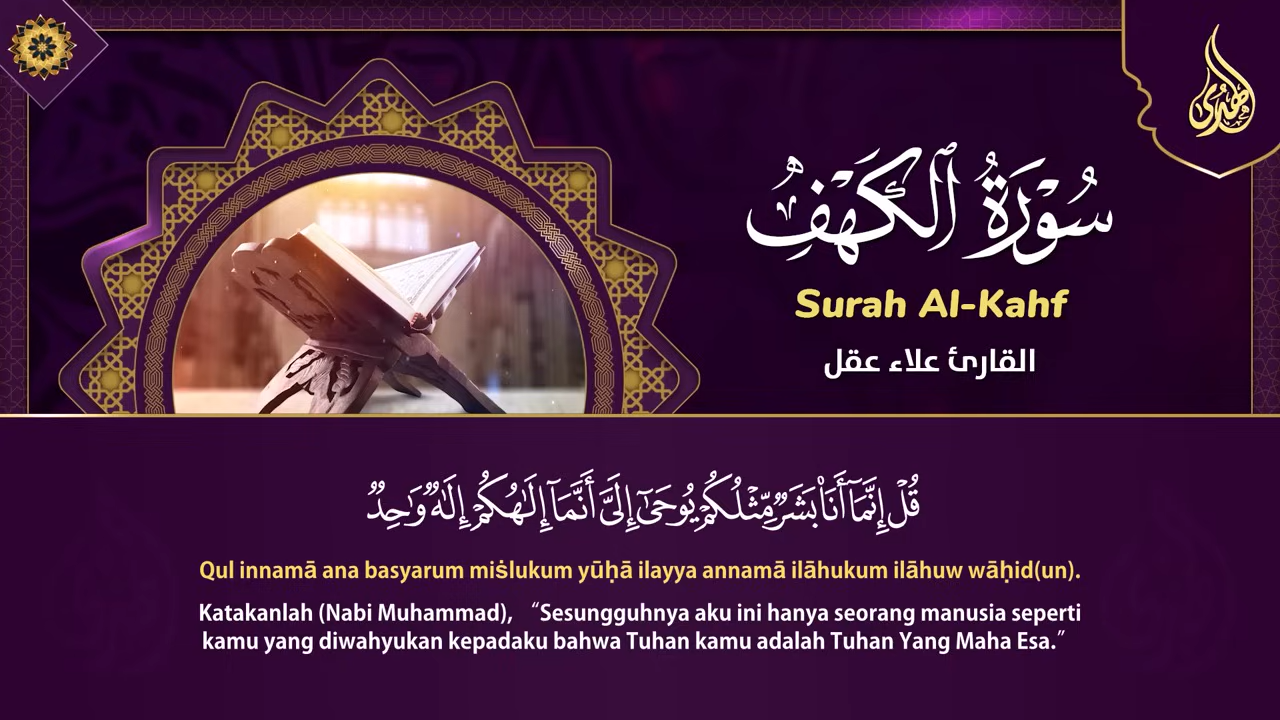 الهدى
سُورَةُ ٱلْكَهْفِ
Surah Al-Kahf
القارئ علاء عقل
قُلْ إِنَّمَآ أَنَا۠ بَشَرٌ مِّثْلُكُمْ يُوحَىٰٓ إِلَىَّ أَنَّمَآ إِلَـٰهُكُمْ إِلَـٰهٌ وَٰحِدٌ
Qul innamā ana basyarum miṡlukum yūḥā ilayya annamā ilāhukum ilāhuw wāḥid(un).
Katakanlah (Nabi Muhammad), “Sesungguhnya aku ini hanya seorang manusia seperti
kamu yang diwahyukan kepadaku bahwa Tuhan kamu adalah Tuhan Yang Maha Esa.”